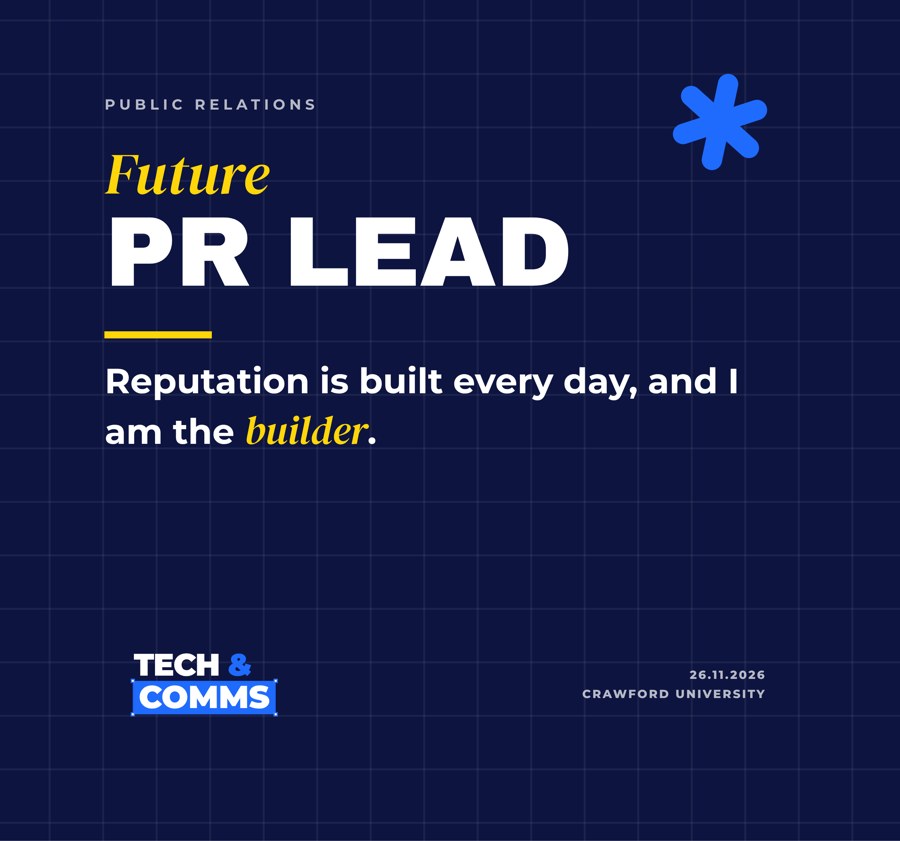 PUBLIC RELATIONS
Future
PR LEAD
Reputation is built every day, and I
am the builder.
TECH &
COMMS
26.11.2026
CRAWFORD UNIVERSITY